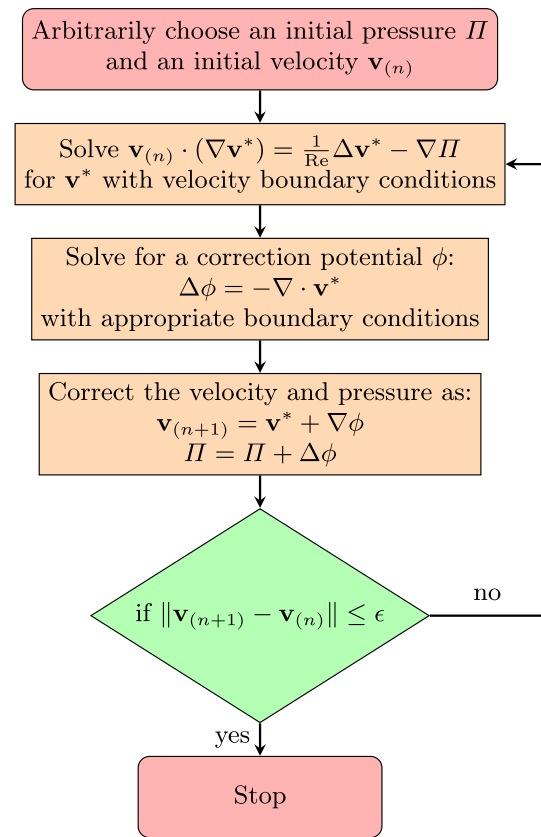 Arbitrarily choose an initial pressure Π
and an initial velocity v₍ₙ₎
Solve v₍ₙ₎ · (∇v*) = 1/Re Δv* − ∇Π
for v* with velocity boundary conditions
Solve for a correction potential ϕ:
Δϕ = −∇ · v*
with appropriate boundary conditions
Correct the velocity and pressure as:
v₍ₙ₊₁₎ = v* + ∇ϕ
Π = Π + Δϕ
if ‖v₍ₙ₊₁₎ − v₍ₙ₎‖ ≤ ϵ
no
yes
Stop